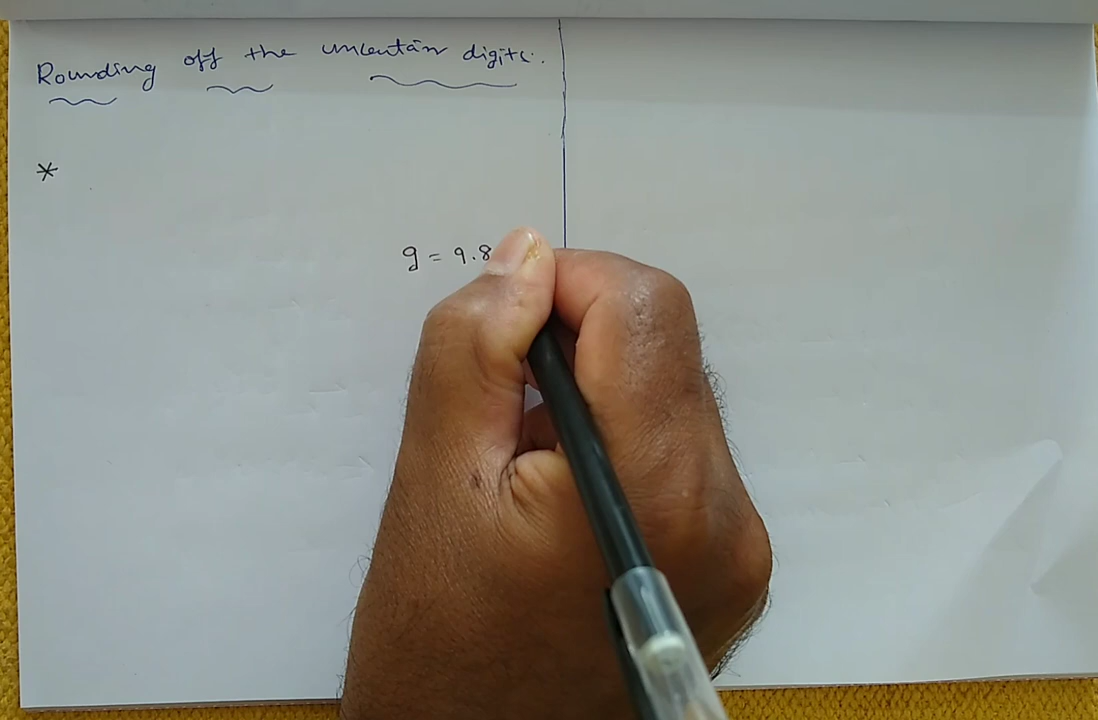 Rounding off the uncertain digits.
*
g = 9.8